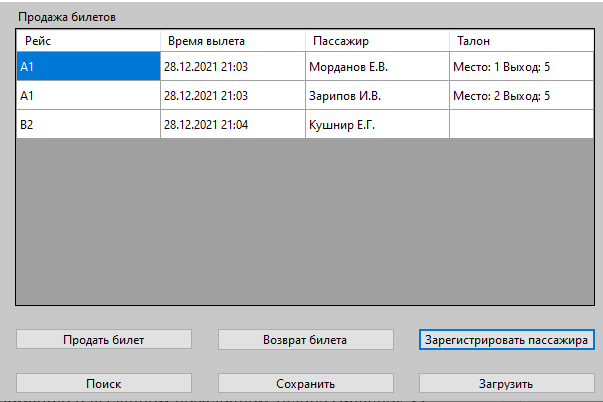 Продажа билетов
Рейс Время вылета Пассажир Талон
A1 28.12.2021 21:03 Морданов Е.В. Место: 1 Выход: 5
A1 28.12.2021 21:03 Зарипов И.В. Место: 2 Выход: 5
B2 28.12.2021 21:04 Кушнир Е.Г.
Продать билет Возврат билета Зарегистрировать пассажира
Поиск Сохранить Загрузить